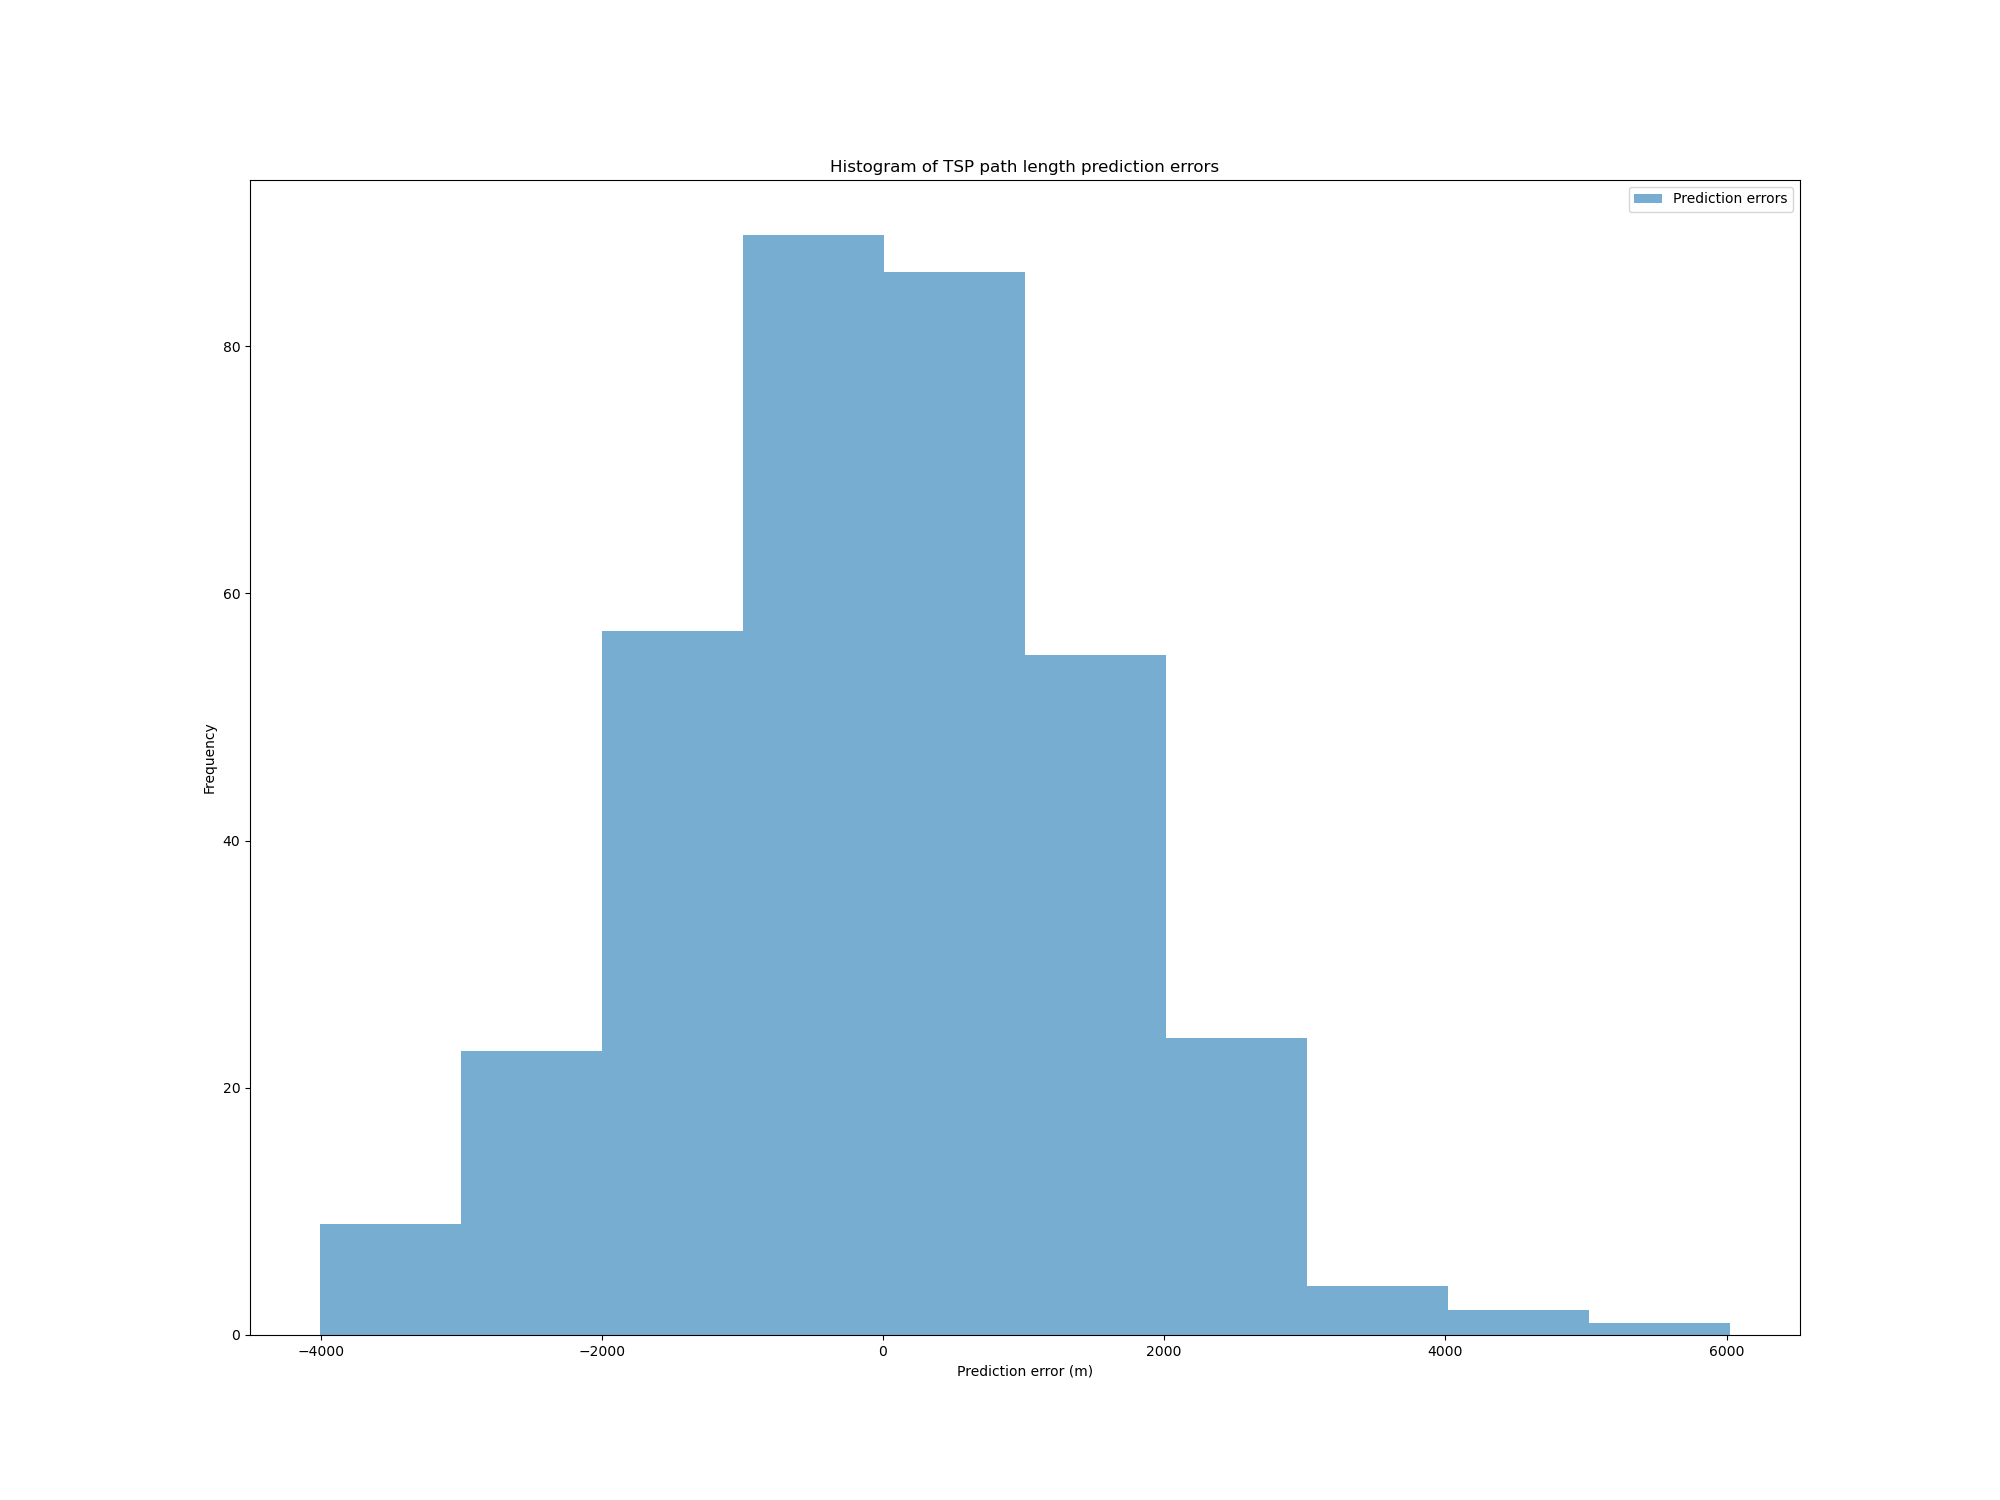 Histogram of TSP path length prediction errors
Prediction errors
80
60
40
20
0
Frequency
−4000
−2000
0
2000
4000
6000
Prediction error (m)